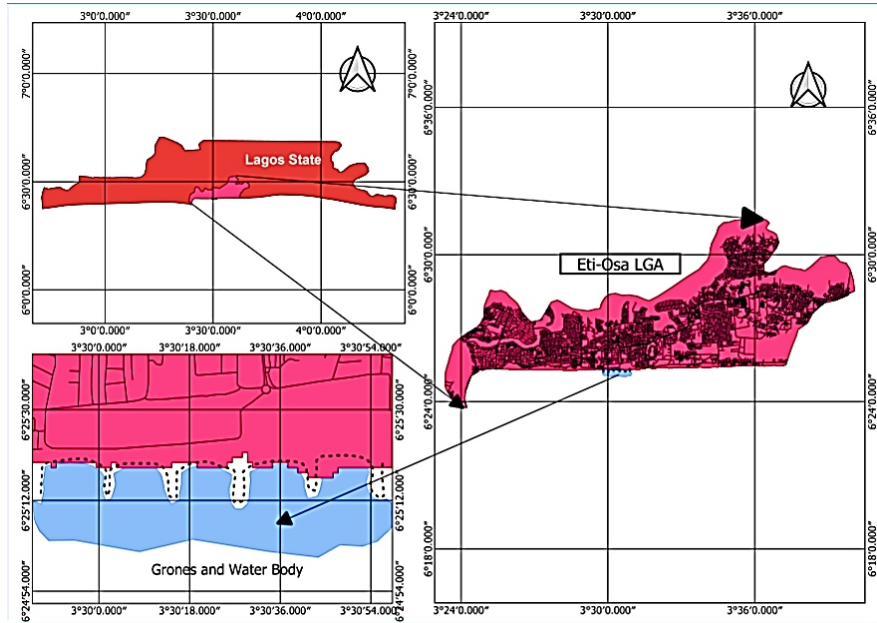 3°0'0.000" 3°30'0.000" 4°0'0.000"
7°0'0.000" 7°0'0.000"
Lagos State
6°30'0.000" 6°30'0.000"
6°0'0.000" 6°0'0.000"
3°0'0.000" 3°30'0.000" 4°0'0.000"
3°24'0.000" 3°30'0.000" 3°36'0.000"
6°36'0.000" 6°36'0.000"
6°30'0.000" 6°30'0.000"
Eti-Osa LGA
6°24'0.000" 6°24'0.000"
6°18'0.000" 6°18'0.000"
3°24'0.000" 3°30'0.000" 3°36'0.000"
3°30'0.000" 3°30'18.000" 3°30'36.000" 3°30'54.000"
6°25'30.000" 6°25'30.000"
6°25'12.000" 6°25'12.000"
Grones and Water Body
6°24'54.000" 6°24'54.000"
3°30'0.000" 3°30'18.000" 3°30'36.000" 3°30'54.000"